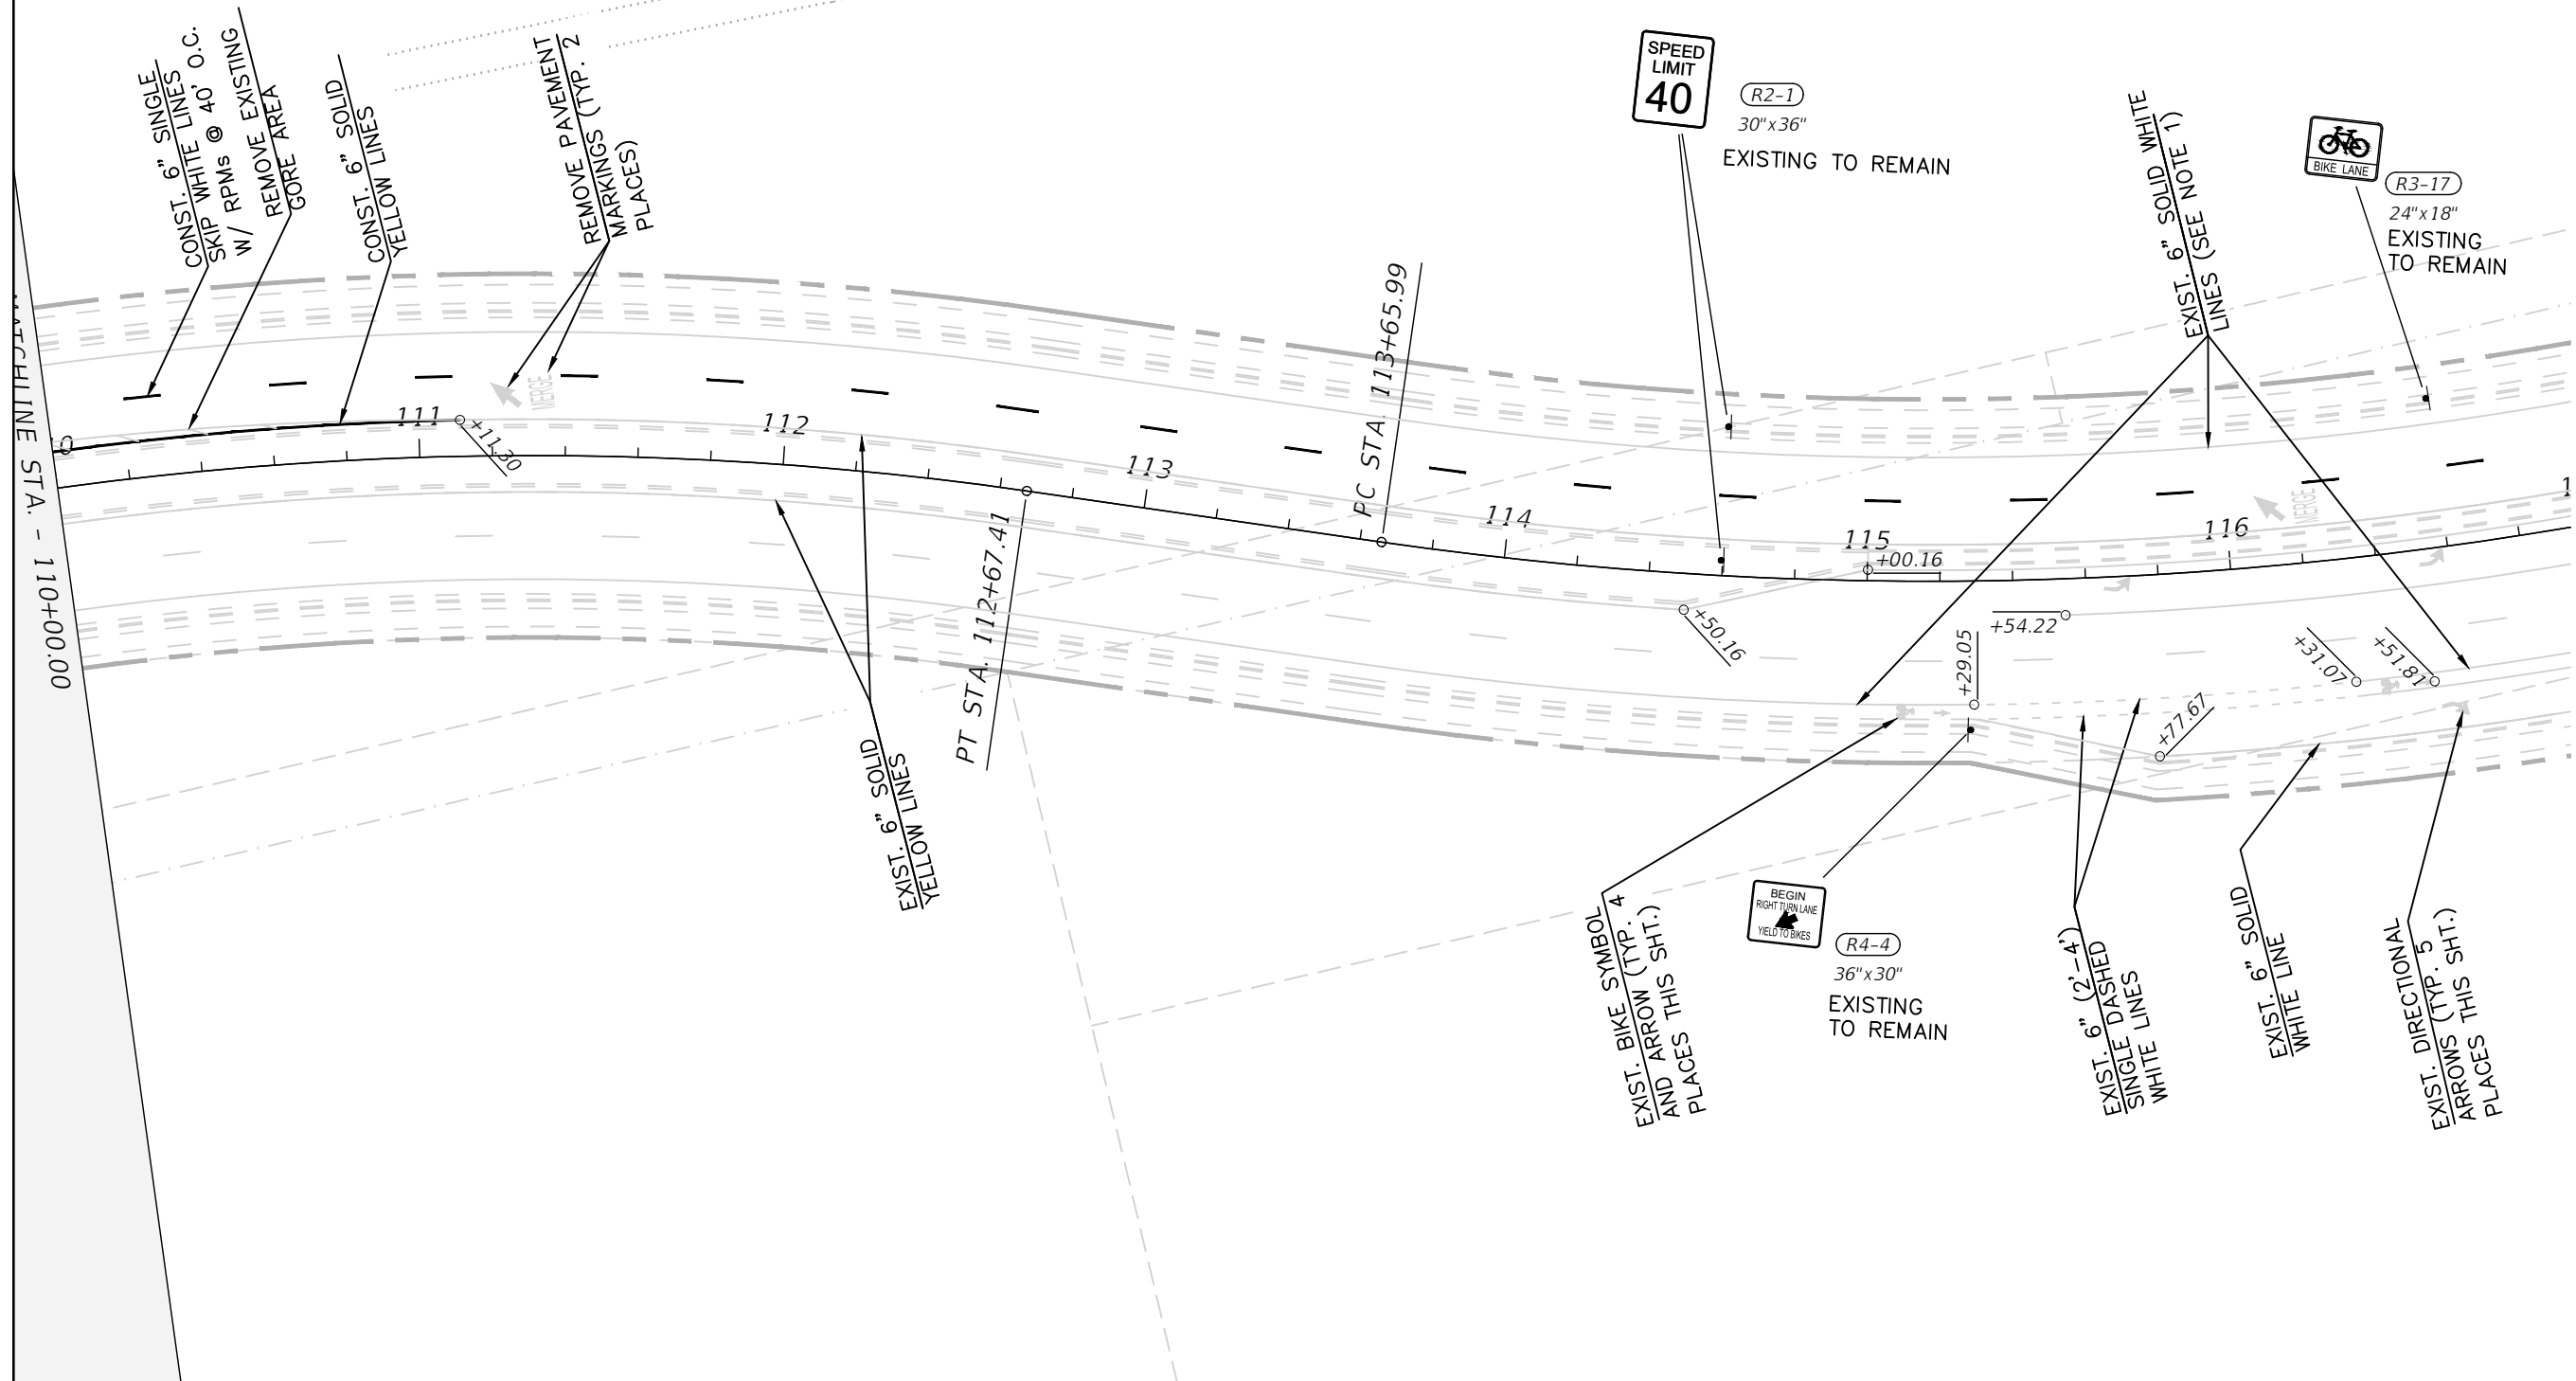 CONST. 6" SINGLE
SKIP WHITE LINES
W/ RPMs @ 40' O.C.
REMOVE EXISTING
GORE AREA
CONST. 6" SOLID
YELLOW LINES
REMOVE PAVEMENT
MARKINGS (TYP. 2
PLACES)
SPEED
LIMIT
40
R2-1
30"x36"
EXISTING TO REMAIN
EXIST. 6" SOLID WHITE
LINES (SEE NOTE 1)
BIKE LANE
R3-17
24"x18"
EXISTING
TO REMAIN
MATCHLINE STA. - 110+00.00
111
+11.30
MERGE
112
113
PT STA. 112+67.41
PC STA. 113+65.99
114
115
+00.16
116
MERGE
+50.16
+54.22
+29.05
+77.67
+31.07
+51.81
EXIST. 6" SOLID
YELLOW LINES
EXIST. BIKE SYMBOL
AND ARROW (TYP. 4
PLACES THIS SHT.)
BEGIN
RIGHT TURN LANE
YIELD TO BIKES
R4-4
36"x30"
EXISTING
TO REMAIN
EXIST. 6" (2'-4')
SINGLE DASHED
WHITE LINES
EXIST. 6" SOLID
WHITE LINE
EXIST. DIRECTIONAL
ARROWS (TYP. 5
PLACES THIS SHT.)